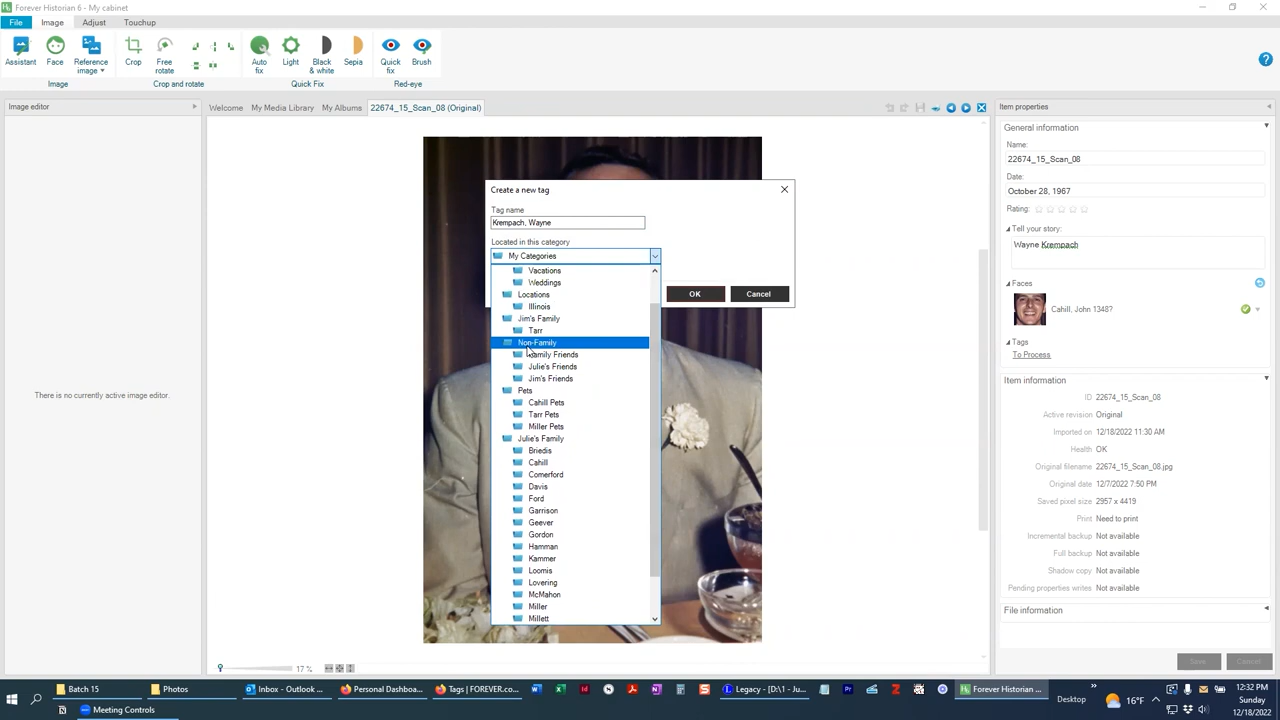 Forever Historian 6 - My cabinet
File
Image
Adjust
Touchup
Assistant
Face
Reference
image
Crop
Free
rotate
Auto
fix
Light
Black
& white
Sepia
Quick
fix
Brush
Image
Crop and rotate
Quick Fix
Red-eye
Image editor
Welcome
My Media Library
My Albums
22674_15_Scan_08 (Original)
There is no currently active image editor.
17 %
Create a new tag
Tag name
Krempach, Wayne
Located in this category
My Categories
Vacations
Weddings
Locations
Illinois
Jim's Family
Tarr
Non-Family
Family Friends
Julie's Friends
Jim's Friends
Pets
Cahill Pets
Tarr Pets
Miller Pets
Julie's Family
Briedis
Cahill
Comerford
Davis
Ford
Garrison
Geever
Gordon
Hamman
Kammer
Loomis
Lovering
McMahon
Miller
Millett
OK
Cancel
Item properties
General information
Name:
22674_15_Scan_08
Date:
October 28, 1967
Rating:
Tell your story:
Wayne Krempach
Faces
Cahill, John 1348?
Tags
To Process
Item information
ID 22674_15_Scan_08
Active revision Original
Imported on 12/18/2022 11:30 AM
Health OK
Original filename 22674_15_Scan_08.jpg
Original date 12/7/2022 7:50 PM
Saved pixel size 2957 x 4419
Print Need to print
Incremental backup Not available
Full backup Not available
Shadow copy Not available
Pending properties writes Not available
File information
Save
Cancel
Batch 15
Photos
Inbox - Outlook ...
Personal Dashboa...
Tags | FOREVER.co...
Legacy - [D:\1 - Ju...
Forever Historian ...
Desktop
16°F
12:32 PM
Sunday
12/18/2022
Meeting Controls